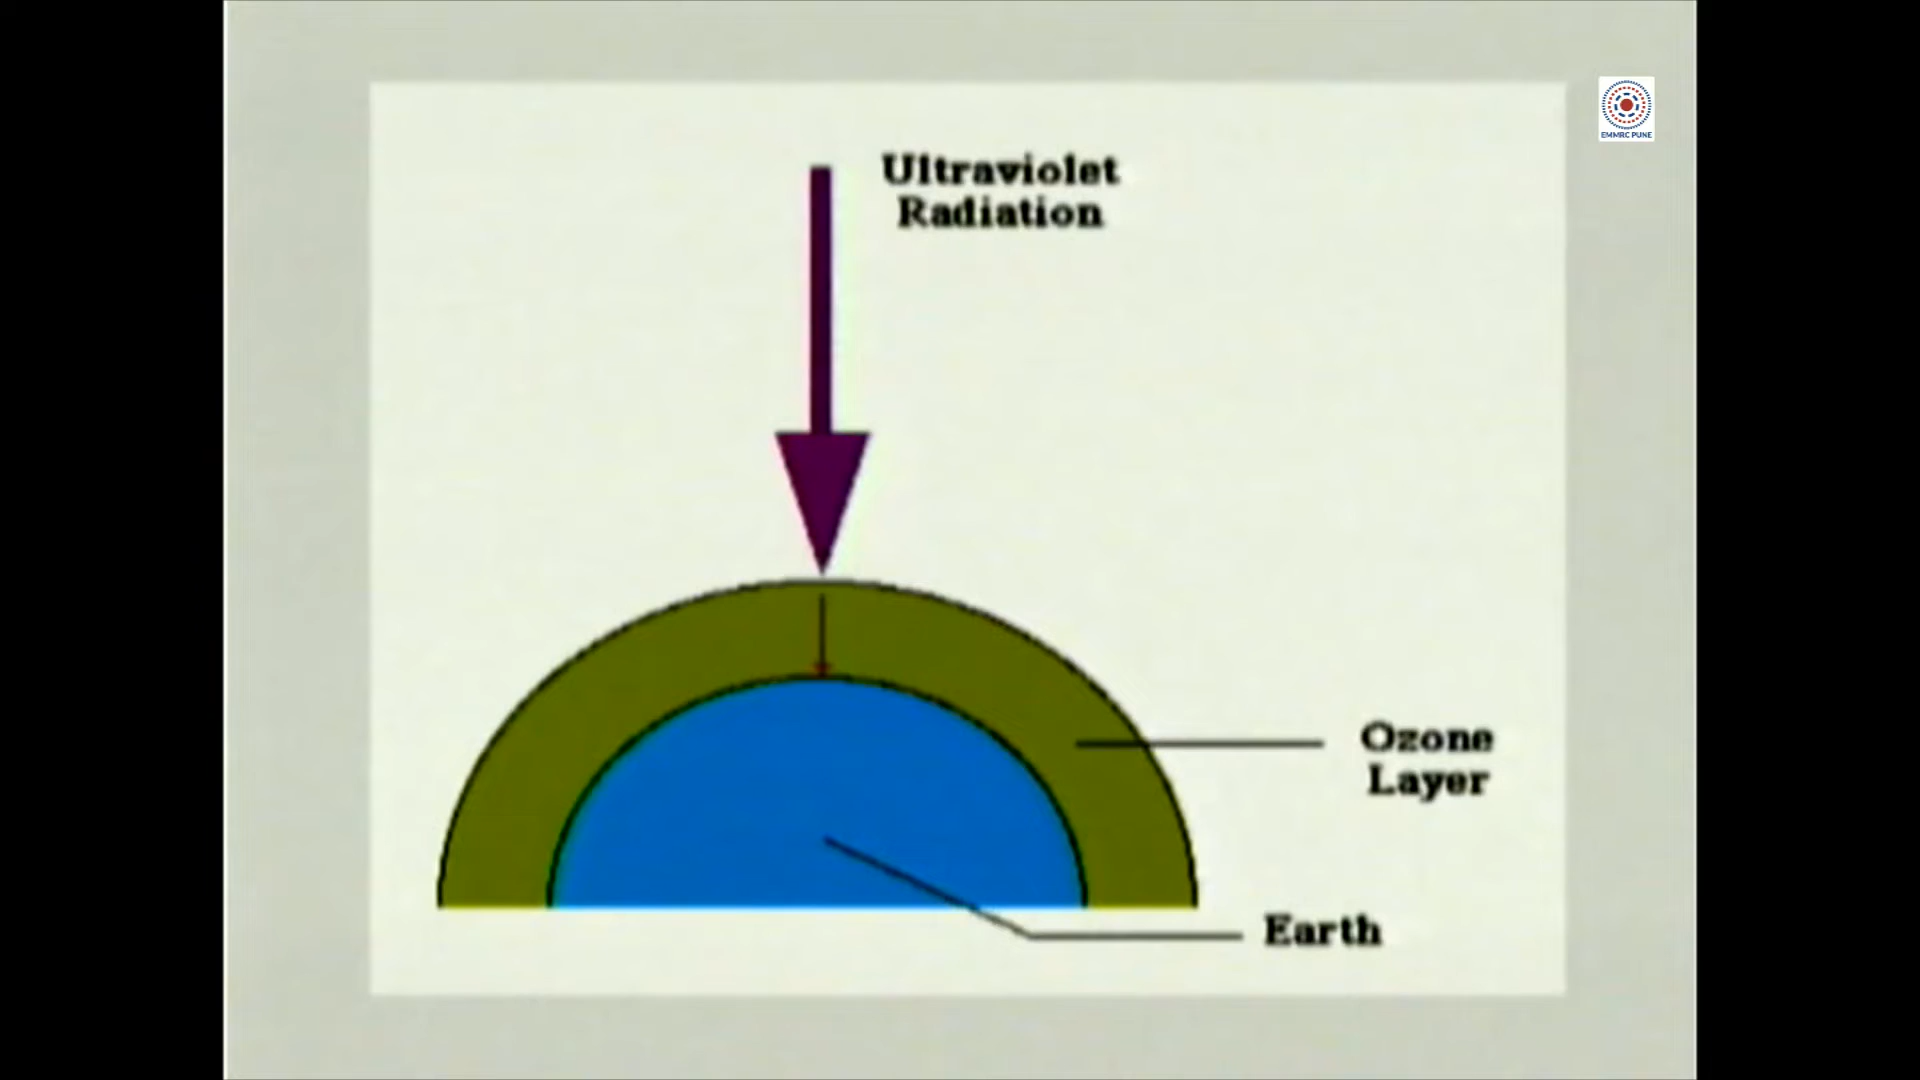 EMMRC PUNE
Ultraviolet
Radiation
Ozone
Layer
Earth